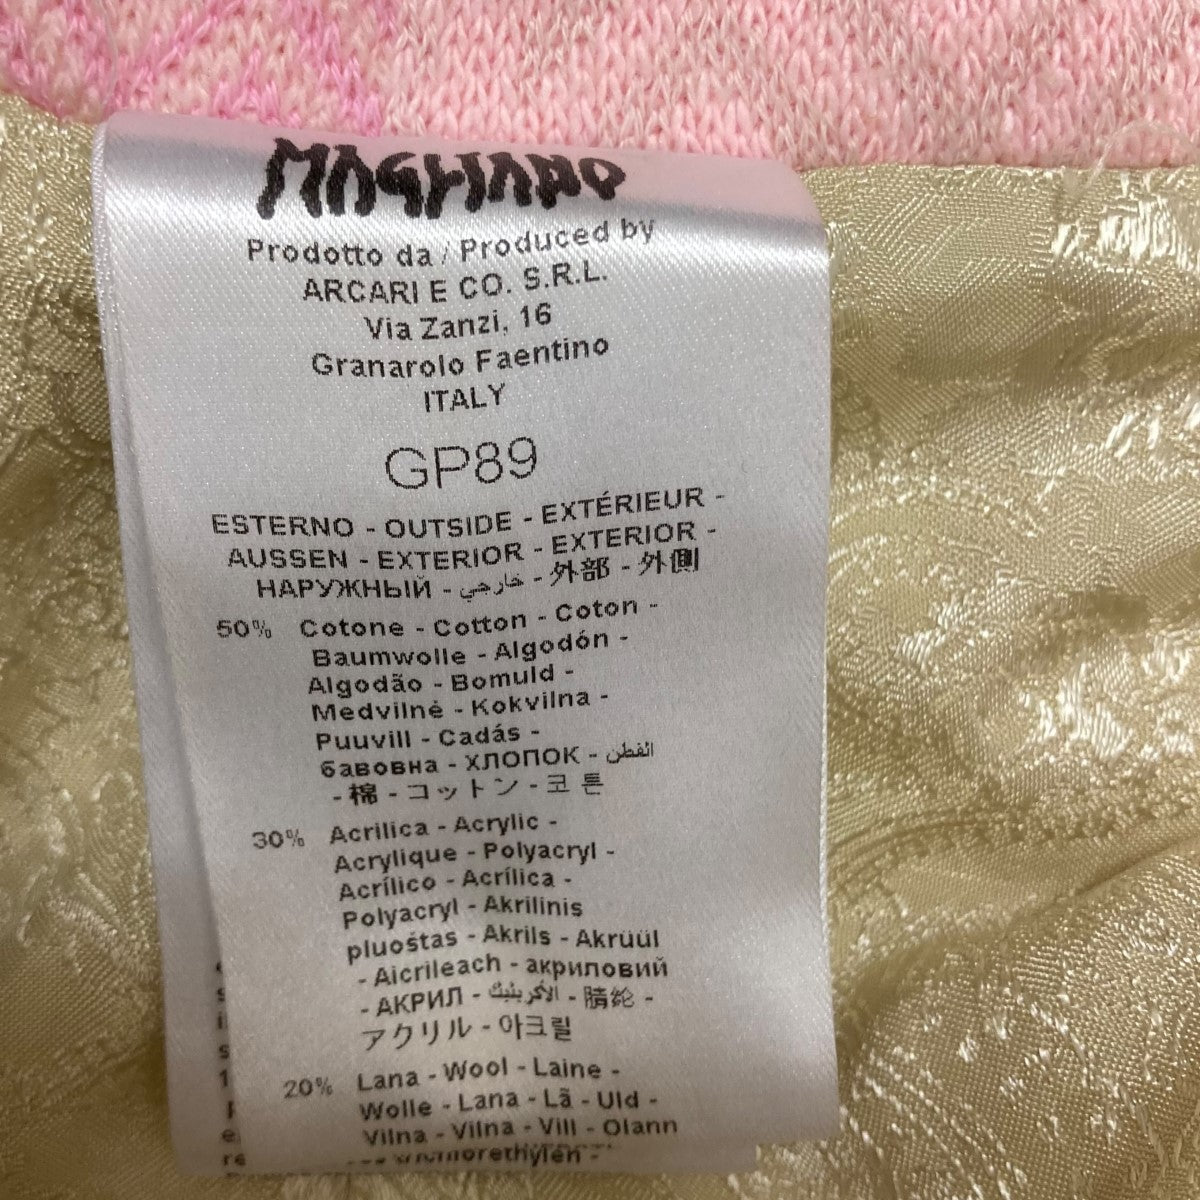 MAGLIANO
Prodotto da / Produced by
ARCARI E CO. S.R.L.
Via Zanzi, 16
Granarolo Faentino
ITALY
GP89
ESTERNO - OUTSIDE - EXTÉRIEUR -
AUSSEN - EXTERIOR - EXTERIOR -
НАРУЖНЫЙ - خارجي - 外部 - 外側
50% Cotone - Cotton - Coton -
Baumwolle - Algodón -
Algodão - Bomuld -
Medvilnė - Kokvilna -
Puuvill - Cadás -
бавовна - ХЛОПОК - القطن
- 棉 - コットン - 코튼
30% Acrilica - Acrylic -
Acrylique - Polyacryl -
Acrílico - Acrílica -
Polyacryl - Akrilinis
pluoštas - Akrils - Akrüül
- Aicrileach - акриловий
- АКРИЛ - الأكريليك - 腈纶 -
アクリル - 아크릴
20% Lana - Wool - Laine -
Wolle - Lana - Lã - Uld -
Vilna - Vilna - Vill - Olann